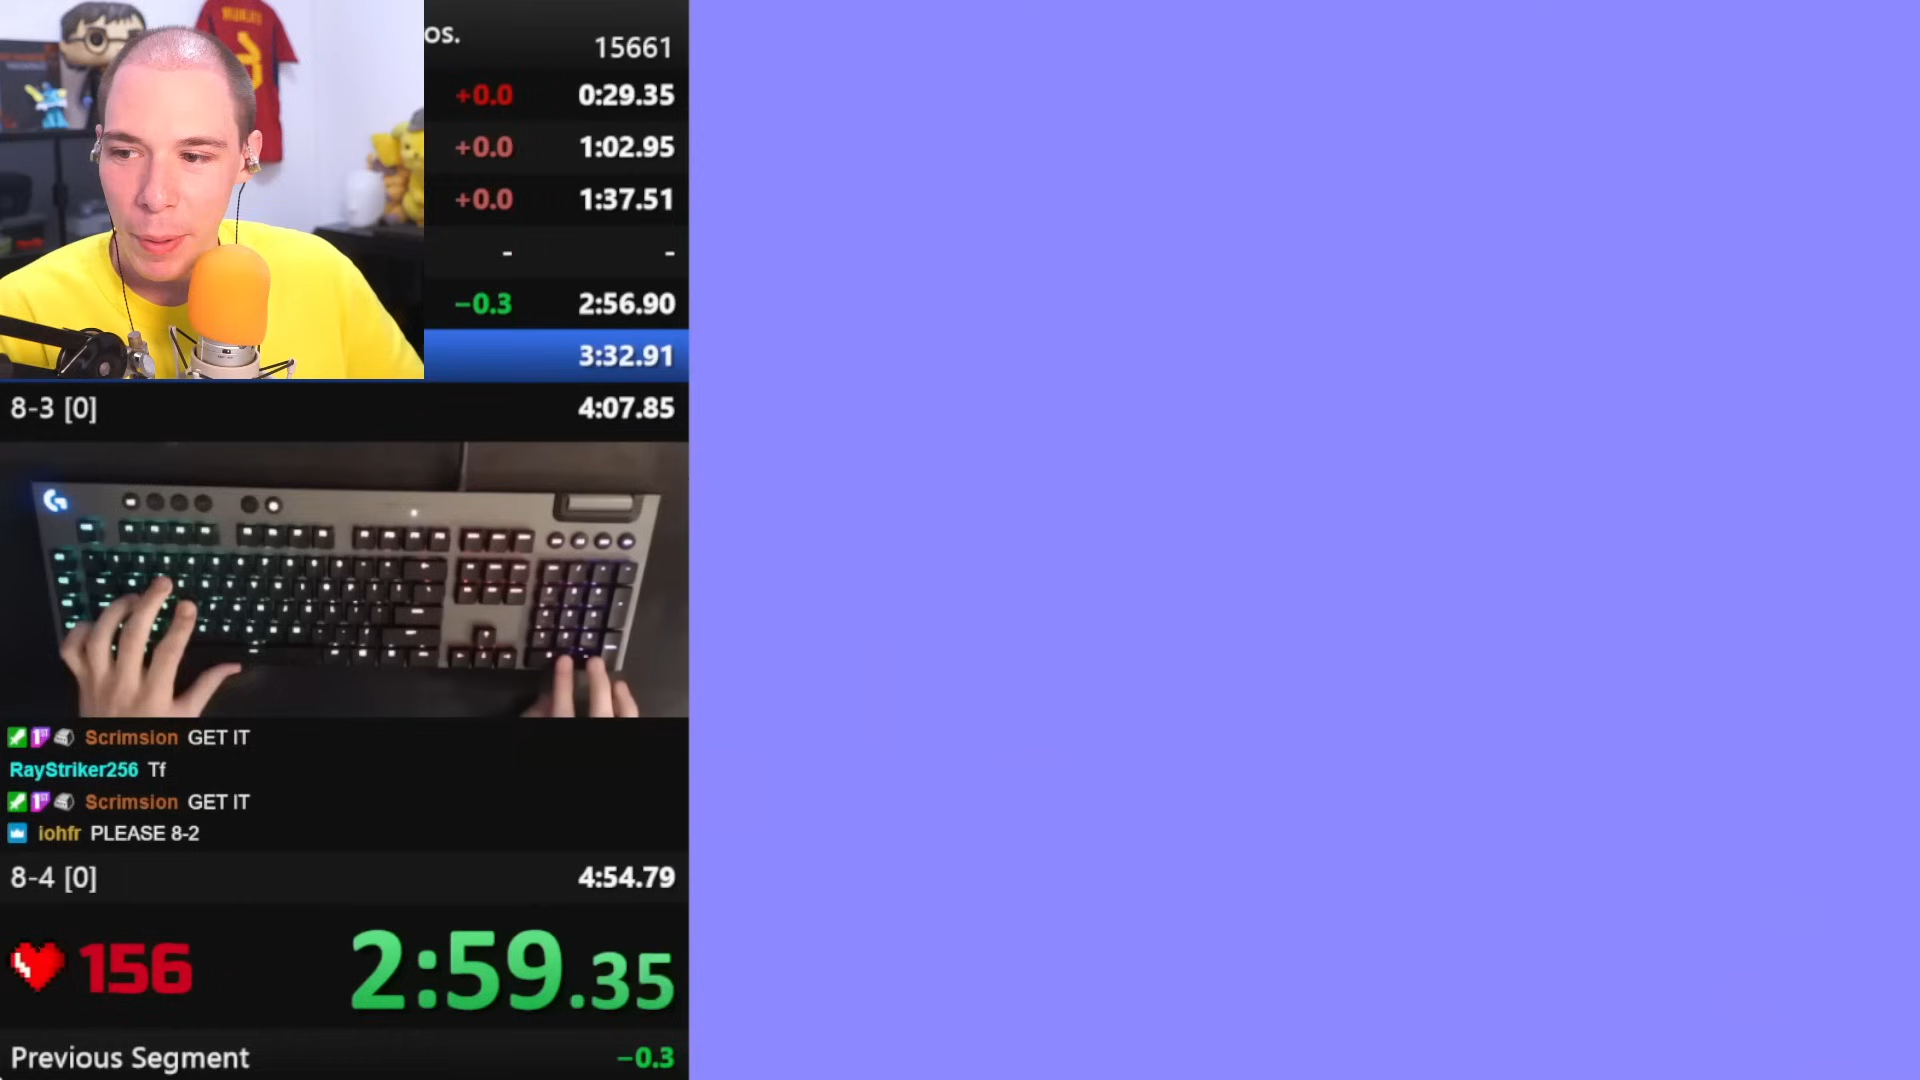 os.
15661
+0.0 0:29.35
+0.0 1:02.95
+0.0 1:37.51
- -
−0.3 2:56.90
3:32.91
8-3 [0] 4:07.85
Scrimsion GET IT
RayStriker256 Tf
Scrimsion GET IT
iohfr PLEASE 8-2
8-4 [0] 4:54.79
156 2:59.35
Previous Segment −0.3